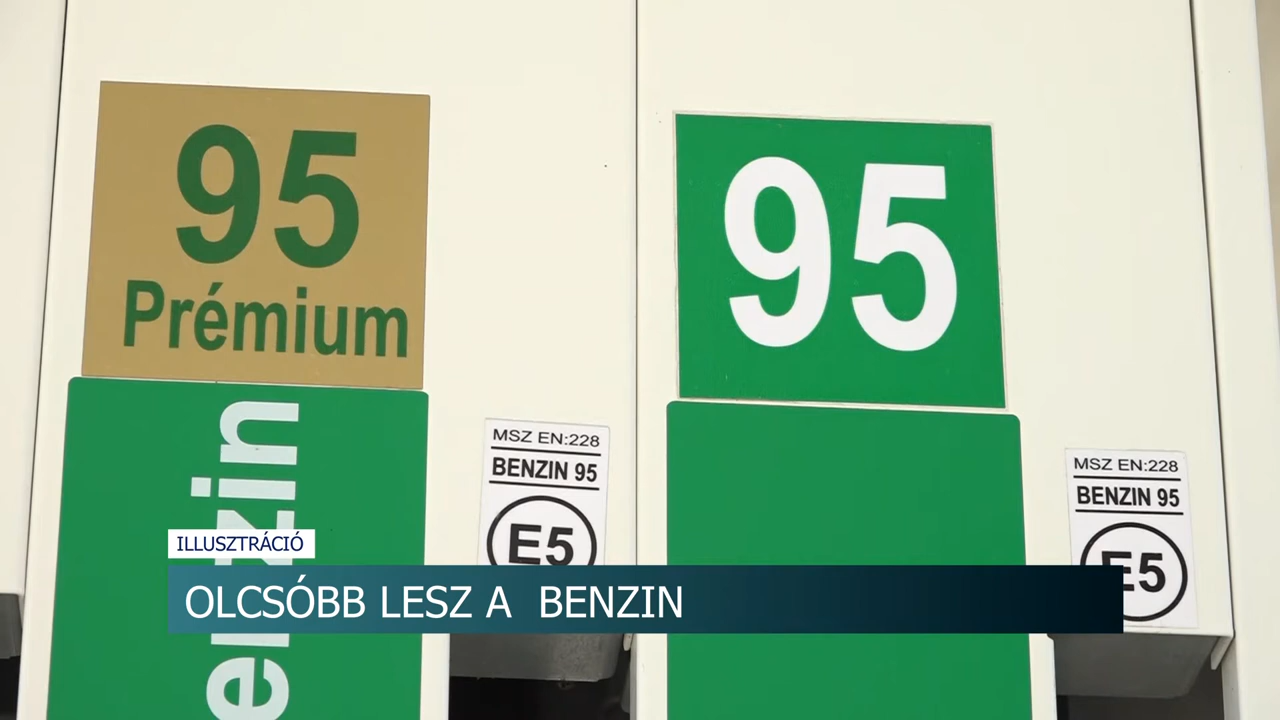 95
Prémium
95
MSZ EN:228
BENZIN 95
E5
MSZ EN:228
BENZIN 95
E5
enzin
ILLUSZTRÁCIÓ
OLCSÓBB LESZ A  BENZIN